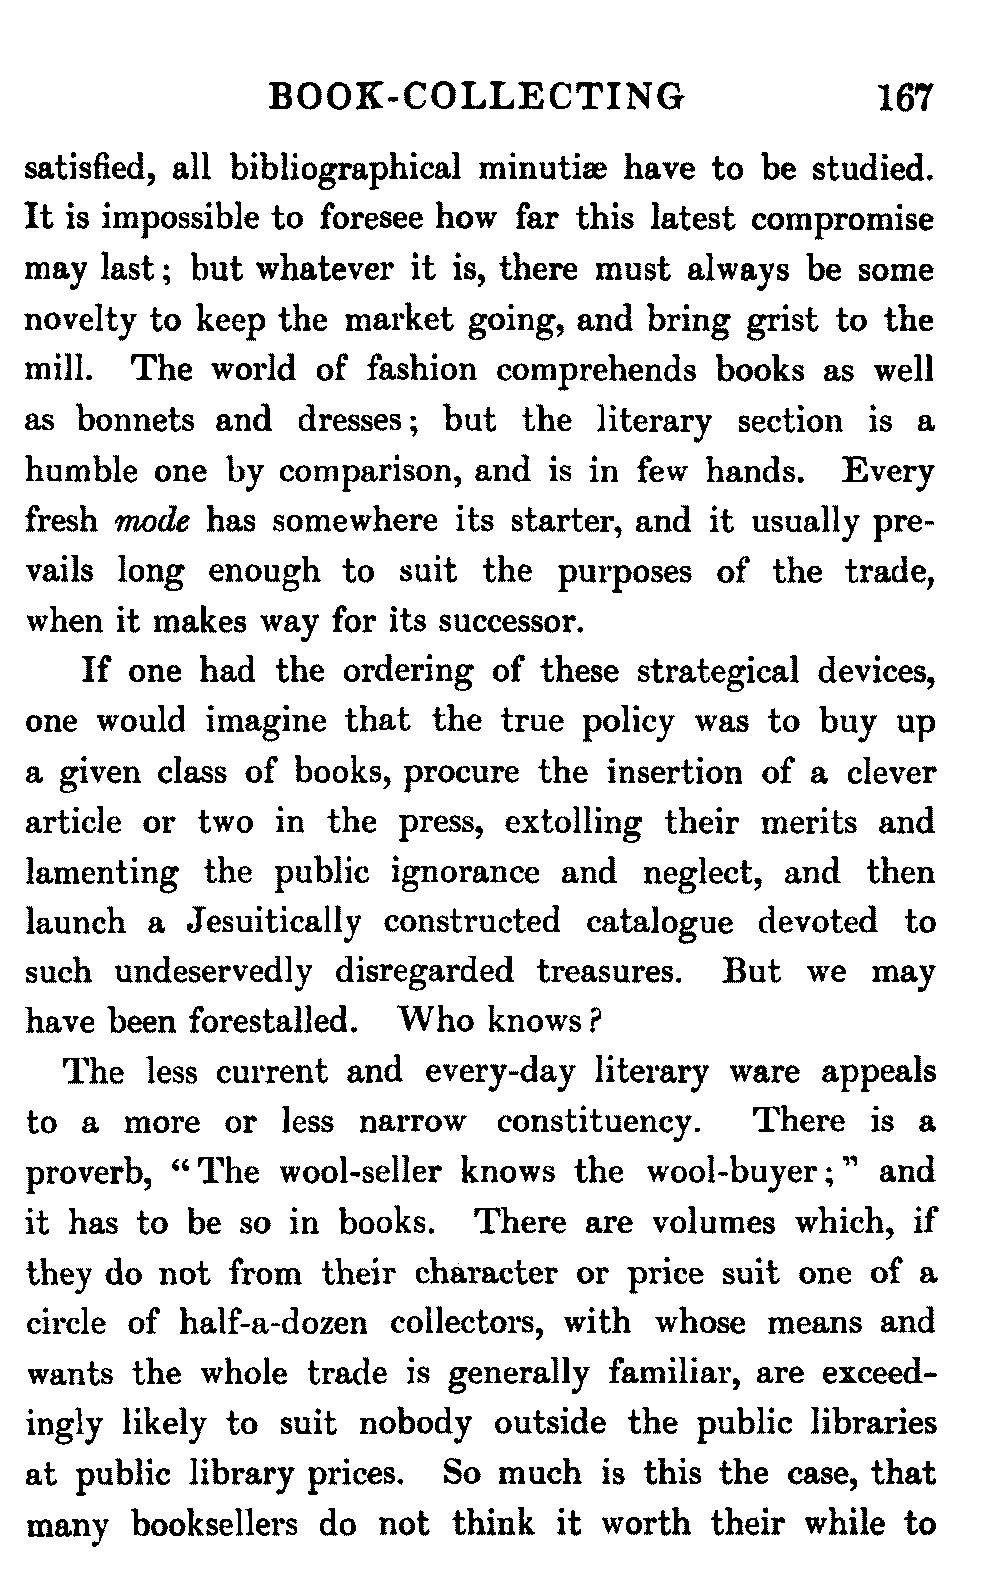 BOOK-COLLECTING 167
satisfied, all bibliographical minutiæ have to be studied.
It is impossible to foresee how far this latest compromise
may last; but whatever it is, there must always be some
novelty to keep the market going, and bring grist to the
mill. The world of fashion comprehends books as well
as bonnets and dresses; but the literary section is a
humble one by comparison, and is in few hands. Every
fresh mode has somewhere its starter, and it usually pre-
vails long enough to suit the purposes of the trade,
when it makes way for its successor.
If one had the ordering of these strategical devices,
one would imagine that the true policy was to buy up
a given class of books, procure the insertion of a clever
article or two in the press, extolling their merits and
lamenting the public ignorance and neglect, and then
launch a Jesuitically constructed catalogue devoted to
such undeservedly disregarded treasures. But we may
have been forestalled. Who knows?
The less current and every-day literary ware appeals
to a more or less narrow constituency. There is a
proverb, “The wool-seller knows the wool-buyer;” and
it has to be so in books. There are volumes which, if
they do not from their character or price suit one of a
circle of half-a-dozen collectors, with whose means and
wants the whole trade is generally familiar, are exceed-
ingly likely to suit nobody outside the public libraries
at public library prices. So much is this the case, that
many booksellers do not think it worth their while to